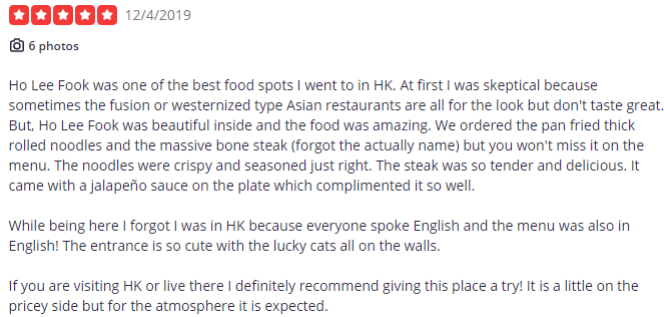 12/4/2019
6 photos
Ho Lee Fook was one of the best food spots I went to in HK. At first I was skeptical because
sometimes the fusion or westernized type Asian restaurants are all for the look but don't taste great.
But, Ho Lee Fook was beautiful inside and the food was amazing. We ordered the pan fried thick
rolled noodles and the massive bone steak (forgot the actually name) but you won't miss it on the
menu. The noodles were crispy and seasoned just right. The steak was so tender and delicious. It
came with a jalapeño sauce on the plate which complimented it so well.
While being here I forgot I was in HK because everyone spoke English and the menu was also in
English! The entrance is so cute with the lucky cats all on the walls.
If you are visiting HK or live there I definitely recommend giving this place a try! It is a little on the
pricey side but for the atmosphere it is expected.